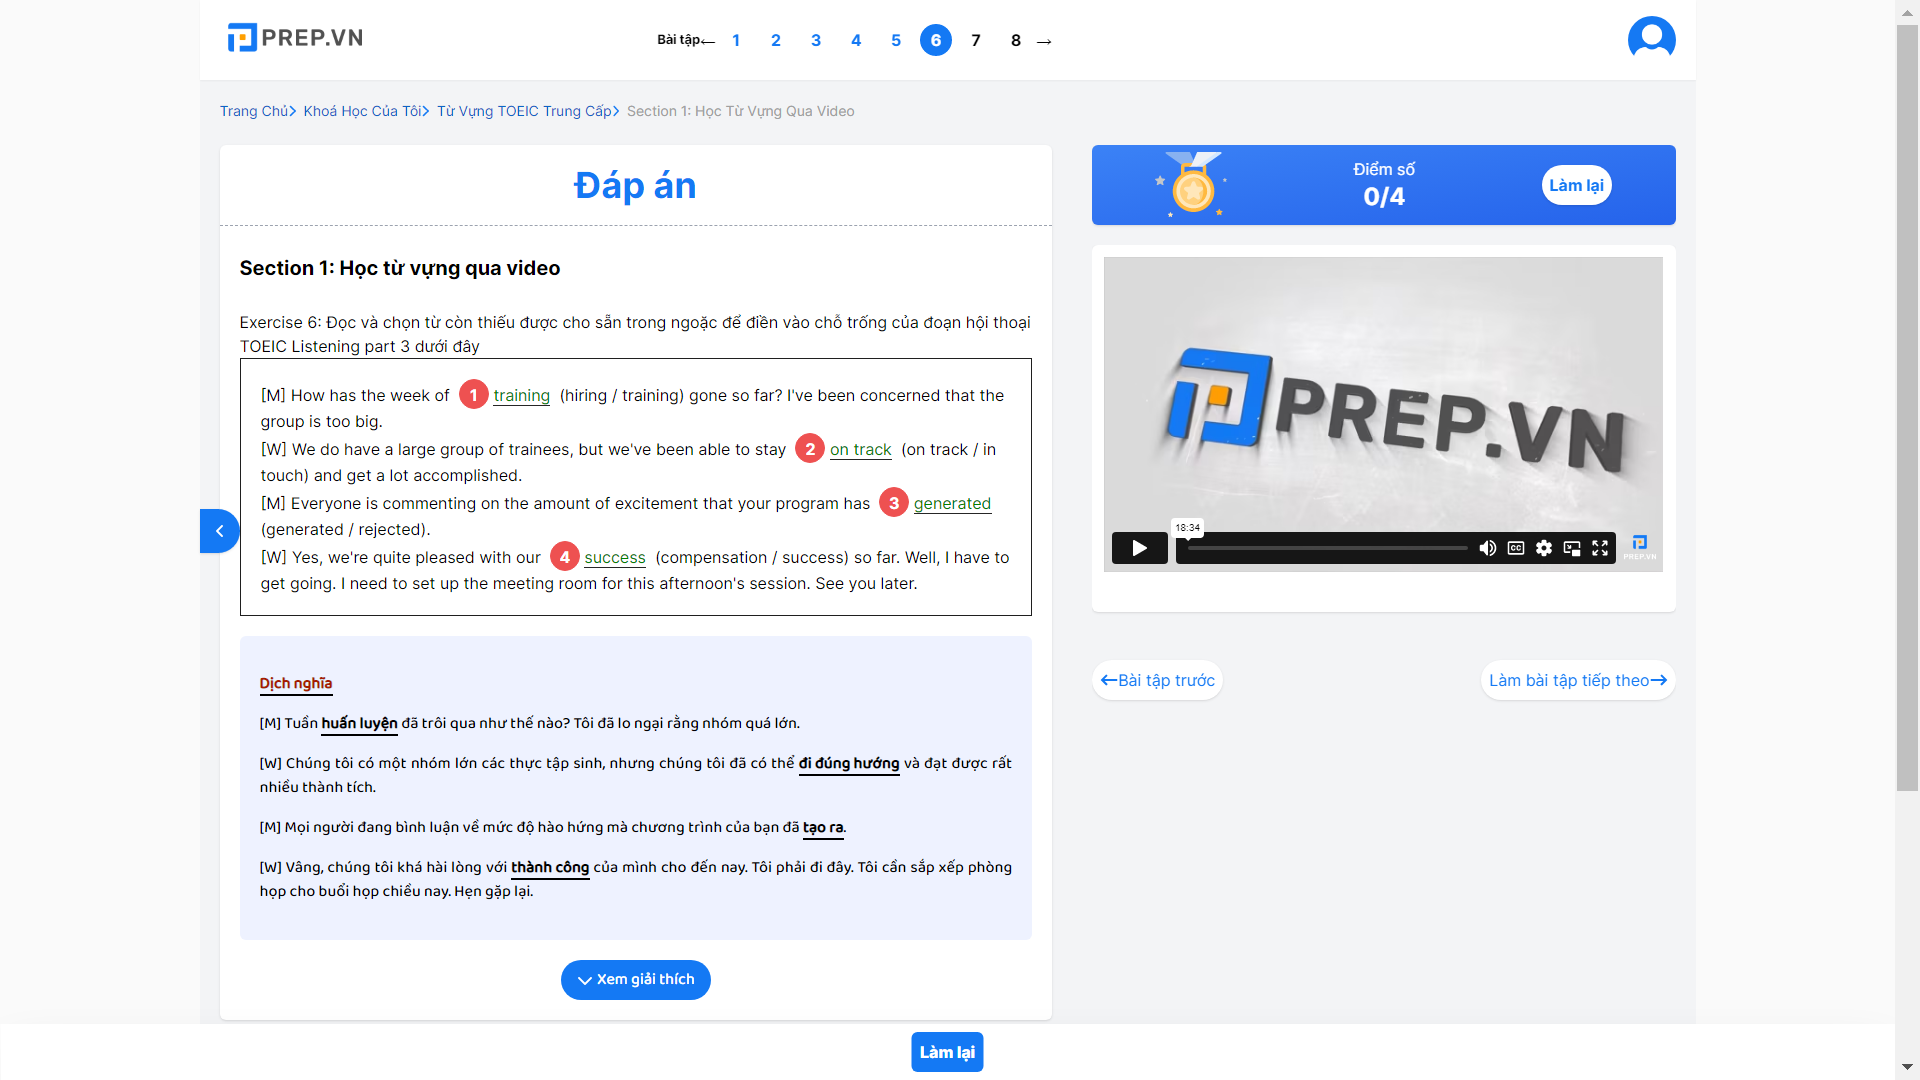 PREP.VN
Bài tập← 1 2 3 4 5 6 7 8 →
Trang Chủ Khoá Học Của Tôi Từ Vựng TOEIC Trung Cấp Section 1: Học Từ Vựng Qua Video
Đáp án
Section 1: Học từ vựng qua video
Exercise 6: Đọc và chọn từ còn thiếu được cho sẵn trong ngoặc để điền vào chỗ trống của đoạn hội thoại
TOEIC Listening part 3 dưới đây
[M] How has the week of 1 training (hiring / training) gone so far? I've been concerned that the
group is too big.
[W] We do have a large group of trainees, but we've been able to stay 2 on track (on track / in
touch) and get a lot accomplished.
[M] Everyone is commenting on the amount of excitement that your program has 3 generated
(generated / rejected).
[W] Yes, we're quite pleased with our 4 success (compensation / success) so far. Well, I have to
get going. I need to set up the meeting room for this afternoon's session. See you later.
Dịch nghĩa
[M] Tuần huấn luyện đã trôi qua như thế nào? Tôi đã lo ngại rằng nhóm quá lớn.
[W] Chúng tôi có một nhóm lớn các thực tập sinh, nhưng chúng tôi đã có thể đi đúng hướng và đạt được rất
nhiều thành tích.
[M] Mọi người đang bình luận về mức độ hào hứng mà chương trình của bạn đã tạo ra.
[W] Vâng, chúng tôi khá hài lòng với thành công của mình cho đến nay. Tôi phải đi đây. Tôi cần sắp xếp phòng
họp cho buổi họp chiều nay. Hẹn gặp lại.
Xem giải thích
Điểm số
0/4
Làm lại
PREP.VN
18:34
CC
PREP.VN
Bài tập trước
Làm bài tập tiếp theo
Làm lại